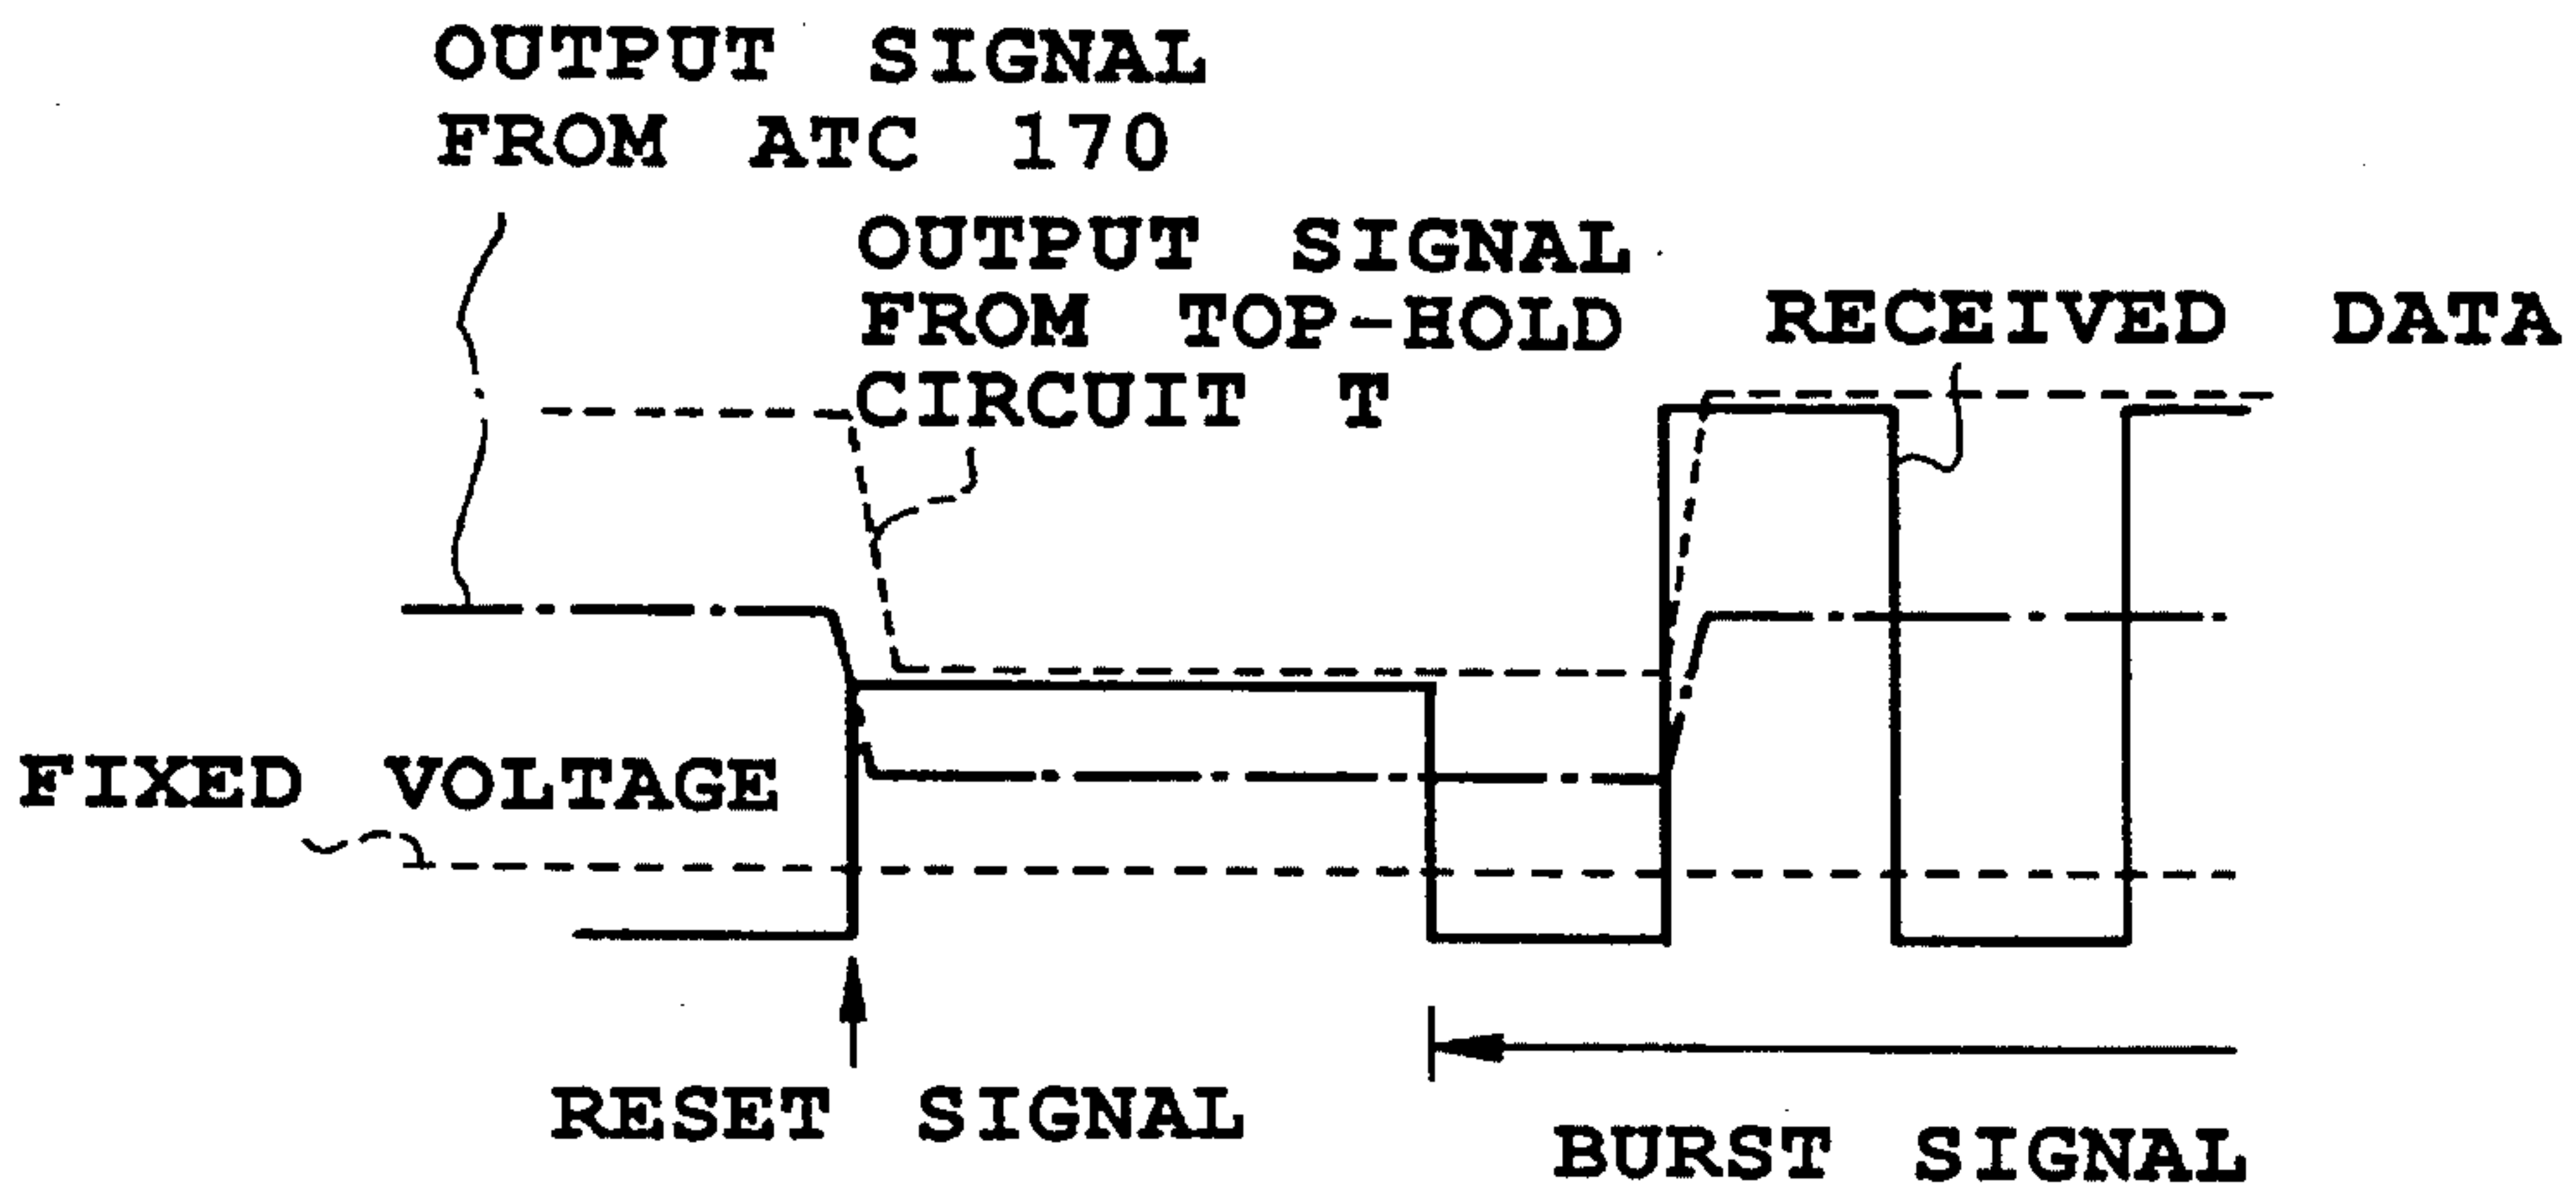 OUTPUT SIGNAL
FROM ATC 170
OUTPUT SIGNAL
FROM TOP-HOLD
CIRCUIT T
RECEIVED DATA
FIXED VOLTAGE
RESET SIGNAL
BURST SIGNAL